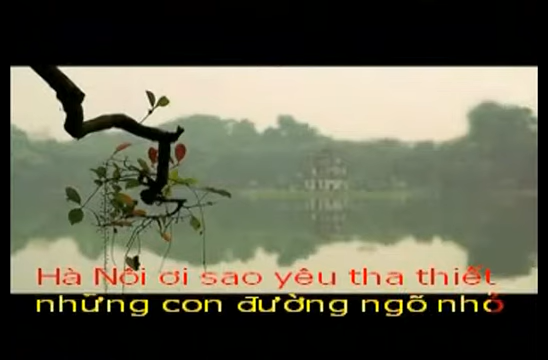 Hà Nội ơi sao yêu tha thiết
những con đường ngõ nhỏ